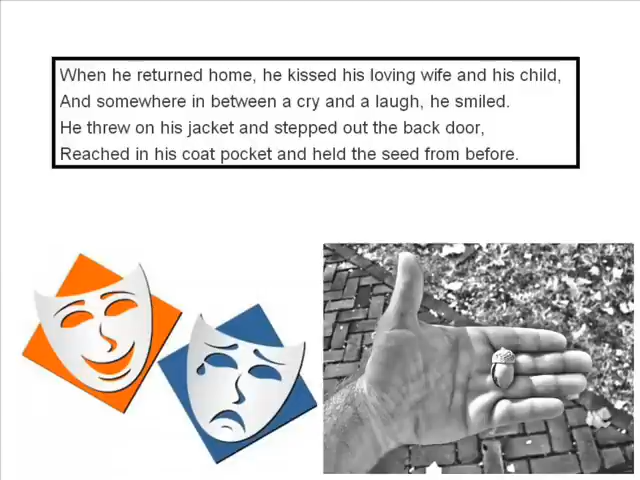 When he returned home, he kissed his loving wife and his child,
And somewhere in between a cry and a laugh, he smiled.
He threw on his jacket and stepped out the back door,
Reached in his coat pocket and held the seed from before.